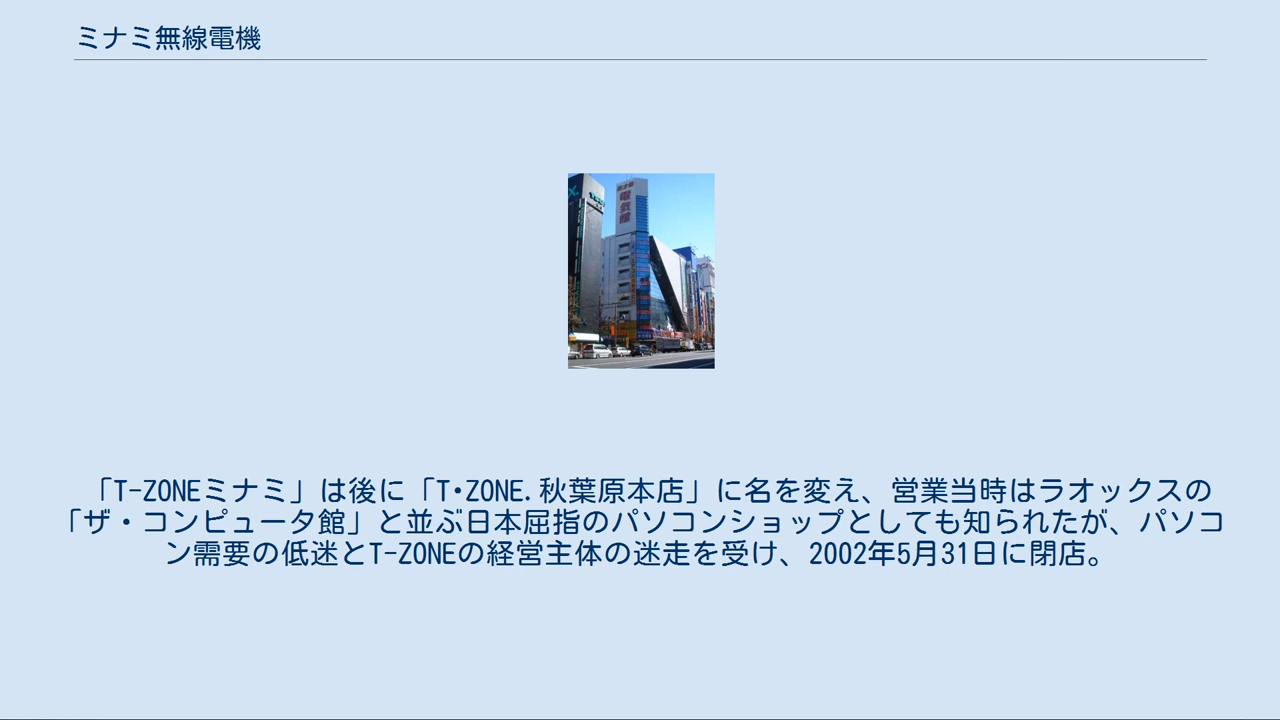 ミナミ無線電機
電気館
「T-ZONEミナミ」は後に「T・ZONE.秋葉原本店」に名を変え、営業当時はラオックスの
「ザ・コンピュータ館」と並ぶ日本屈指のパソコンショップとしても知られたが、パソコ
ン需要の低迷とT-ZONEの経営主体の迷走を受け、2002年5月31日に閉店。